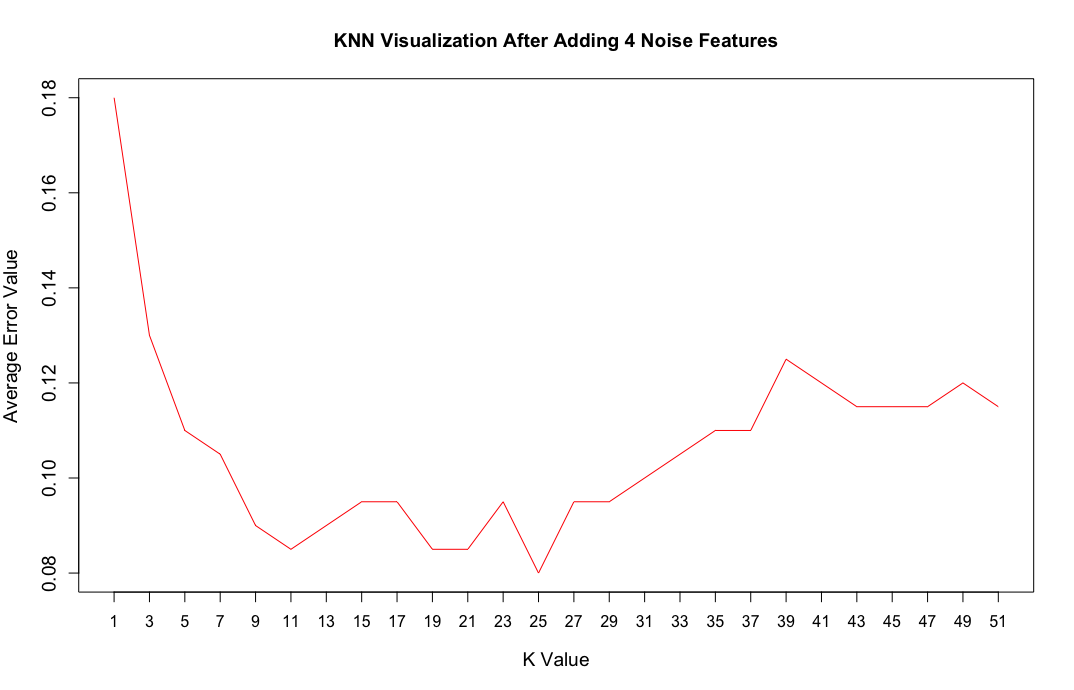 KNN Visualization After Adding 4 Noise Features
Average Error Value
0.18
0.16
0.14
0.12
0.10
0.08
1 3 5 7 9 11 13 15 17 19 21 23 25 27 29 31 33 35 37 39 41 43 45 47 49 51
K Value